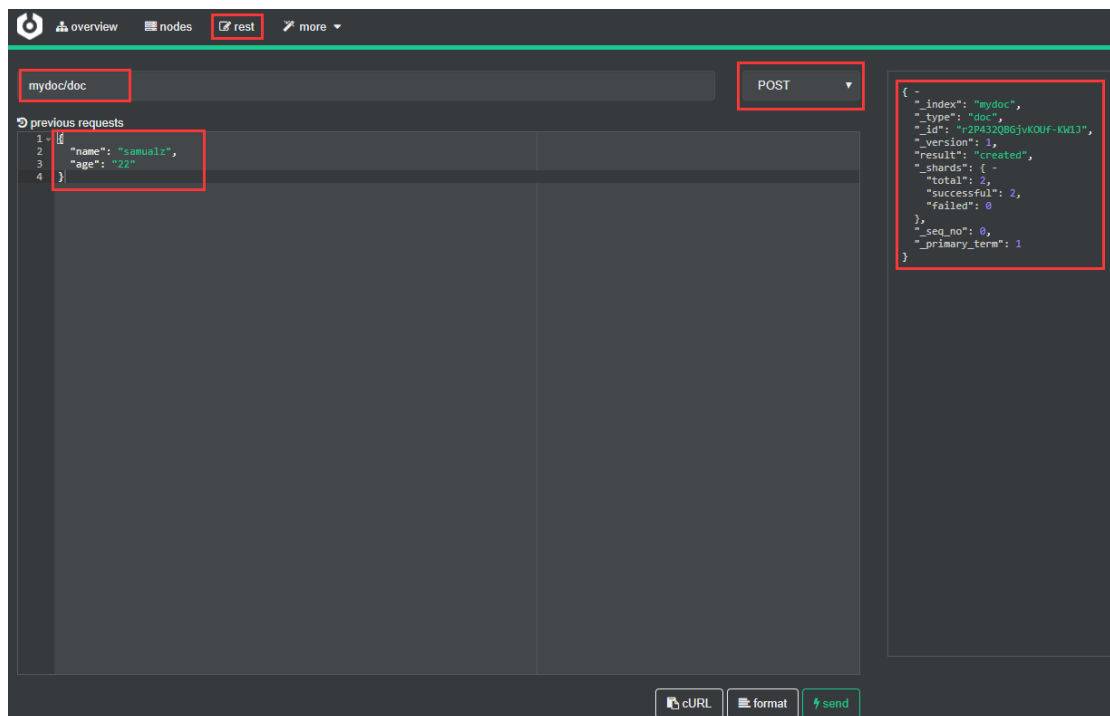 overview nodes rest more
mydoc/doc POST
previous requests
1 {
2 "name": "samualz",
3 "age": "22"
4 }
{ -
"_index": "mydoc",
"_type": "doc",
"_id": "r2P432QBGjvKOUf-KW1J",
"_version": 1,
"result": "created",
"_shards": { -
"total": 2,
"successful": 2,
"failed": 0
},
"_seq_no": 0,
"_primary_term": 1
}
cURL format send